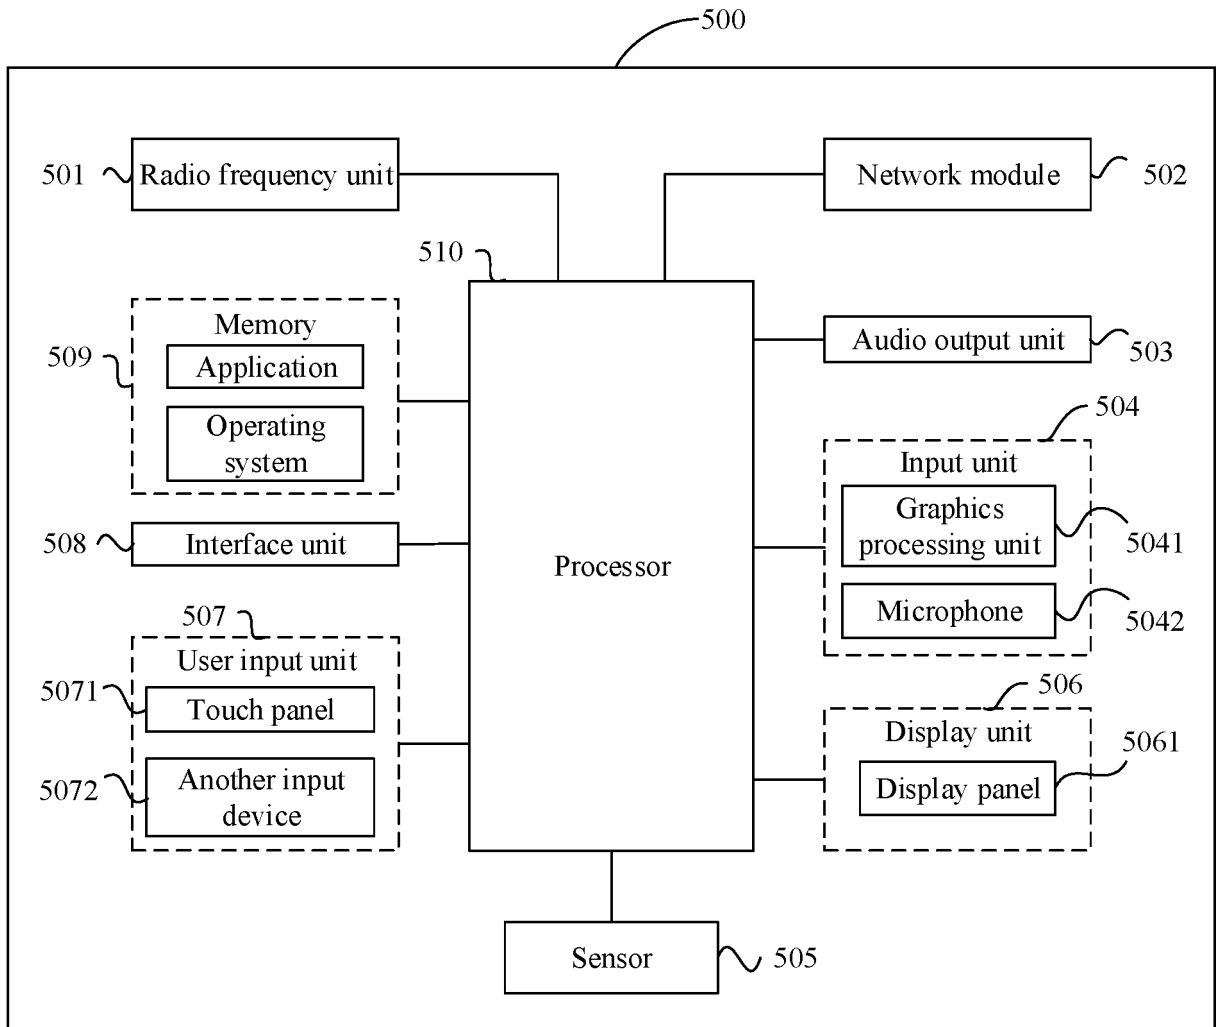 500
501
Radio frequency unit
Network module
502
510
Memory
509
Application
Operating
system
Audio output unit
503
504
Input unit
Graphics
processing unit
5041
Microphone
5042
508
Interface unit
Processor
507
User input unit
5071
Touch panel
5072
Another input
device
506
Display unit
5061
Display panel
Sensor
505